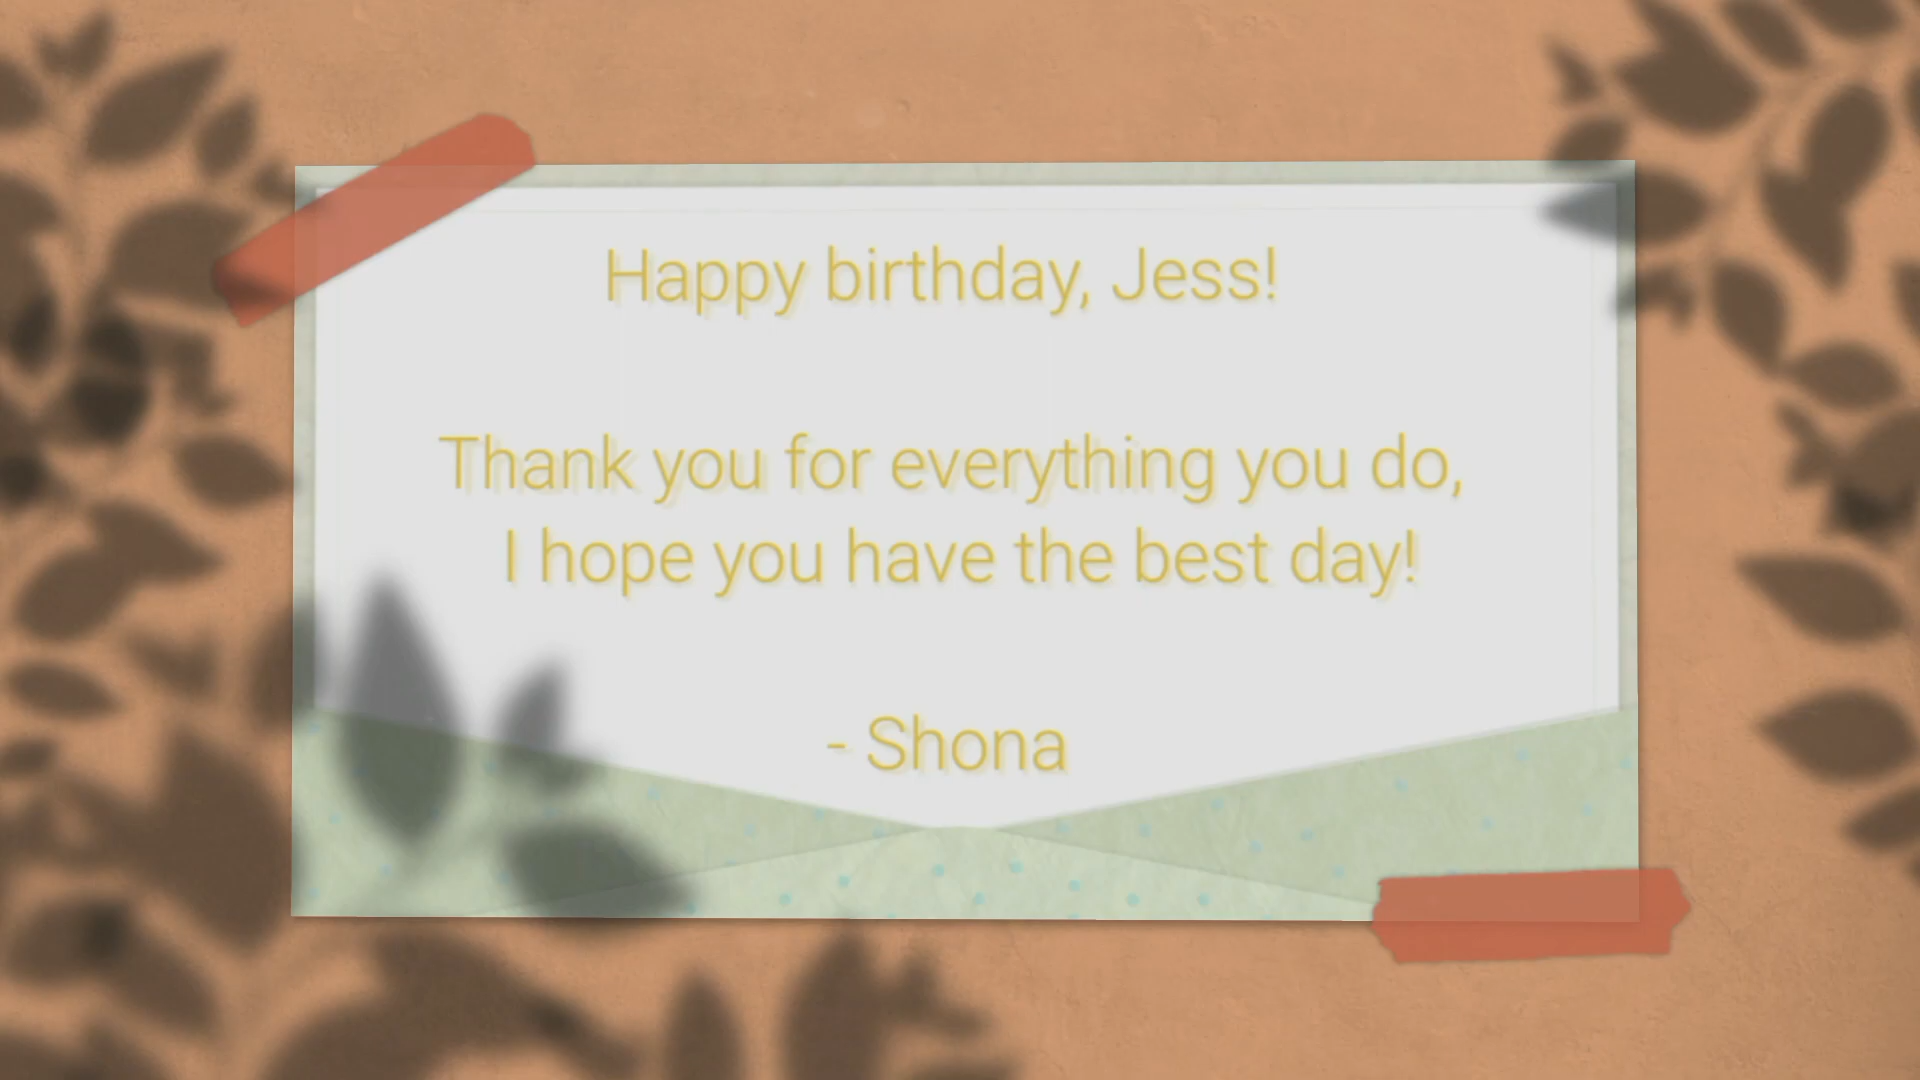 Happy birthday, Jess!
Thank you for everything you do,
I hope you have the best day!
- Shona